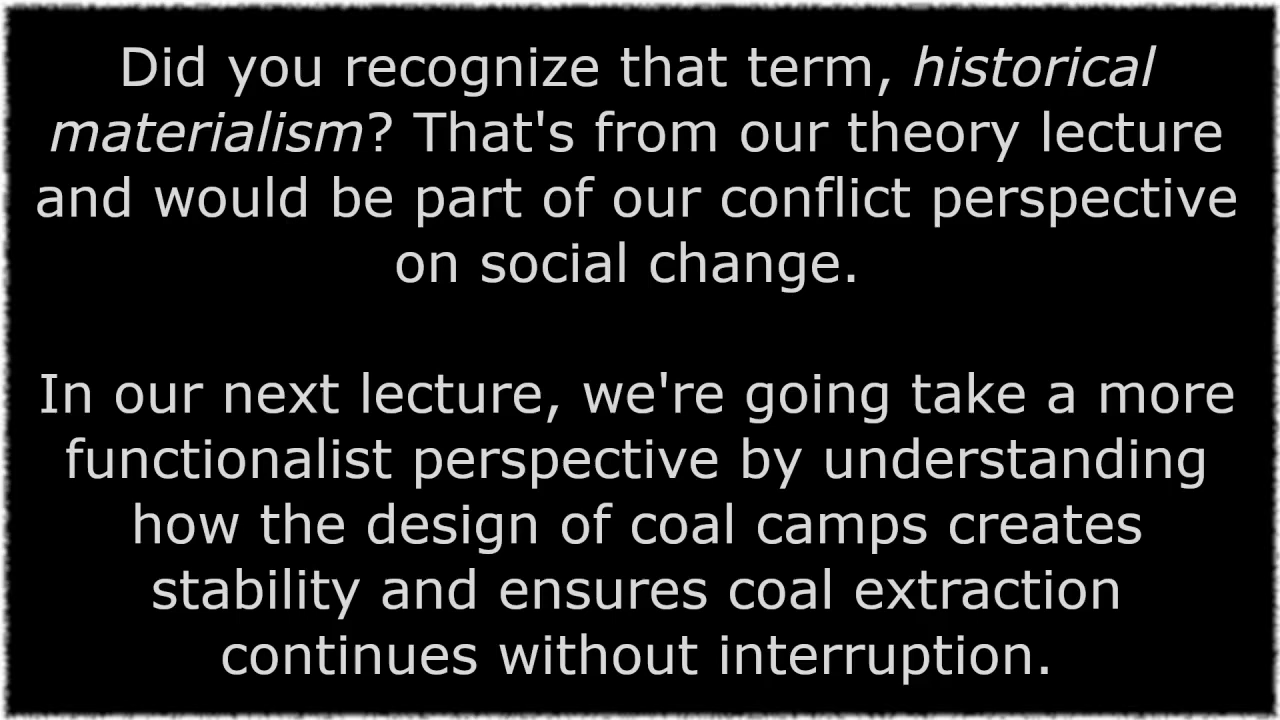 Did you recognize that term, historical
materialism? That's from our theory lecture
and would be part of our conflict perspective
on social change.
In our next lecture, we're going take a more
functionalist perspective by understanding
how the design of coal camps creates
stability and ensures coal extraction
continues without interruption.